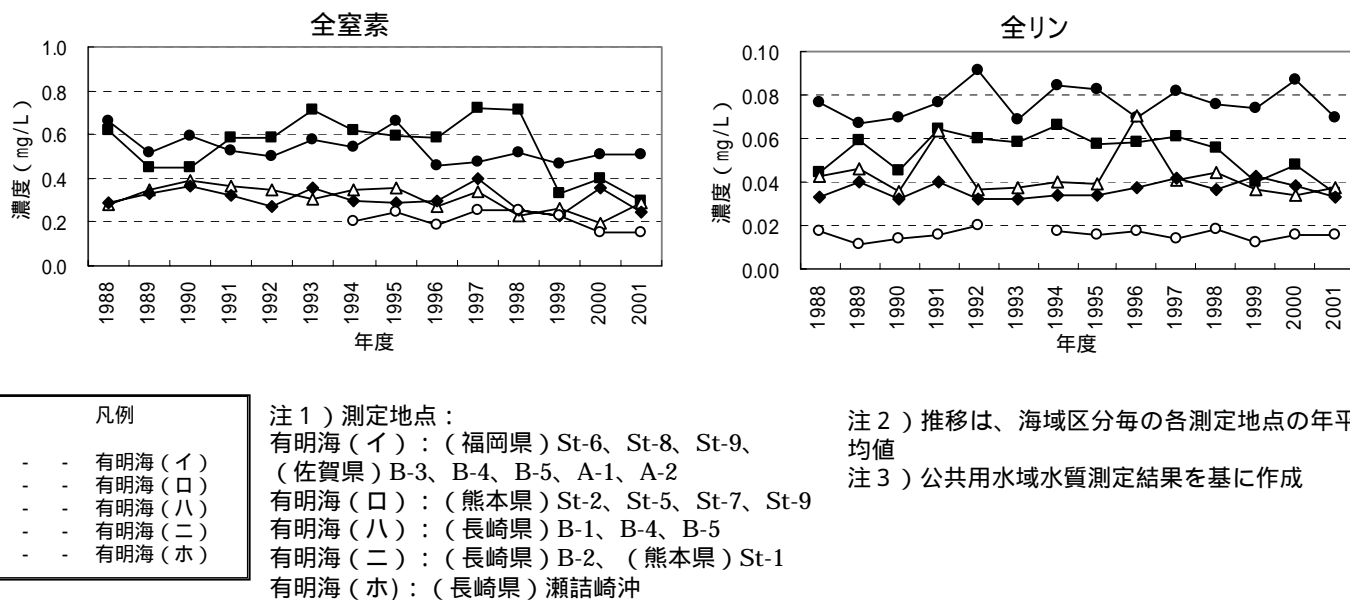 全窒素
1.0
0.8
0.6
0.4
0.2
0.0
濃度（mg/L）
1988
1989
1990
1991
1992
1993
1994
1995
1996
1997
1998
1999
2000
2001
年度
全リン
0.10
0.08
0.06
0.04
0.02
0.00
濃度（mg/L）
1988
1989
1990
1991
1992
1993
1994
1995
1996
1997
1998
1999
2000
2001
年度
凡例
- - 有明海（イ）
- - 有明海（ロ）
- - 有明海（ハ）
- - 有明海（ニ）
- - 有明海（ホ）
注１）測定地点：
有明海（イ）：（福岡県）St-6、St-8、St-9、
（佐賀県）B-3、B-4、B-5、A-1、A-2
有明海（ロ）：（熊本県）St-2、St-5、St-7、St-9
有明海（ハ）：（長崎県）B-1、B-4、B-5
有明海（ニ）：（長崎県）B-2、（熊本県）St-1
有明海（ホ）：（長崎県）瀬詰崎沖
注２）推移は、海域区分毎の各測定地点の年平
均値
注３）公共用水域水質測定結果を基に作成